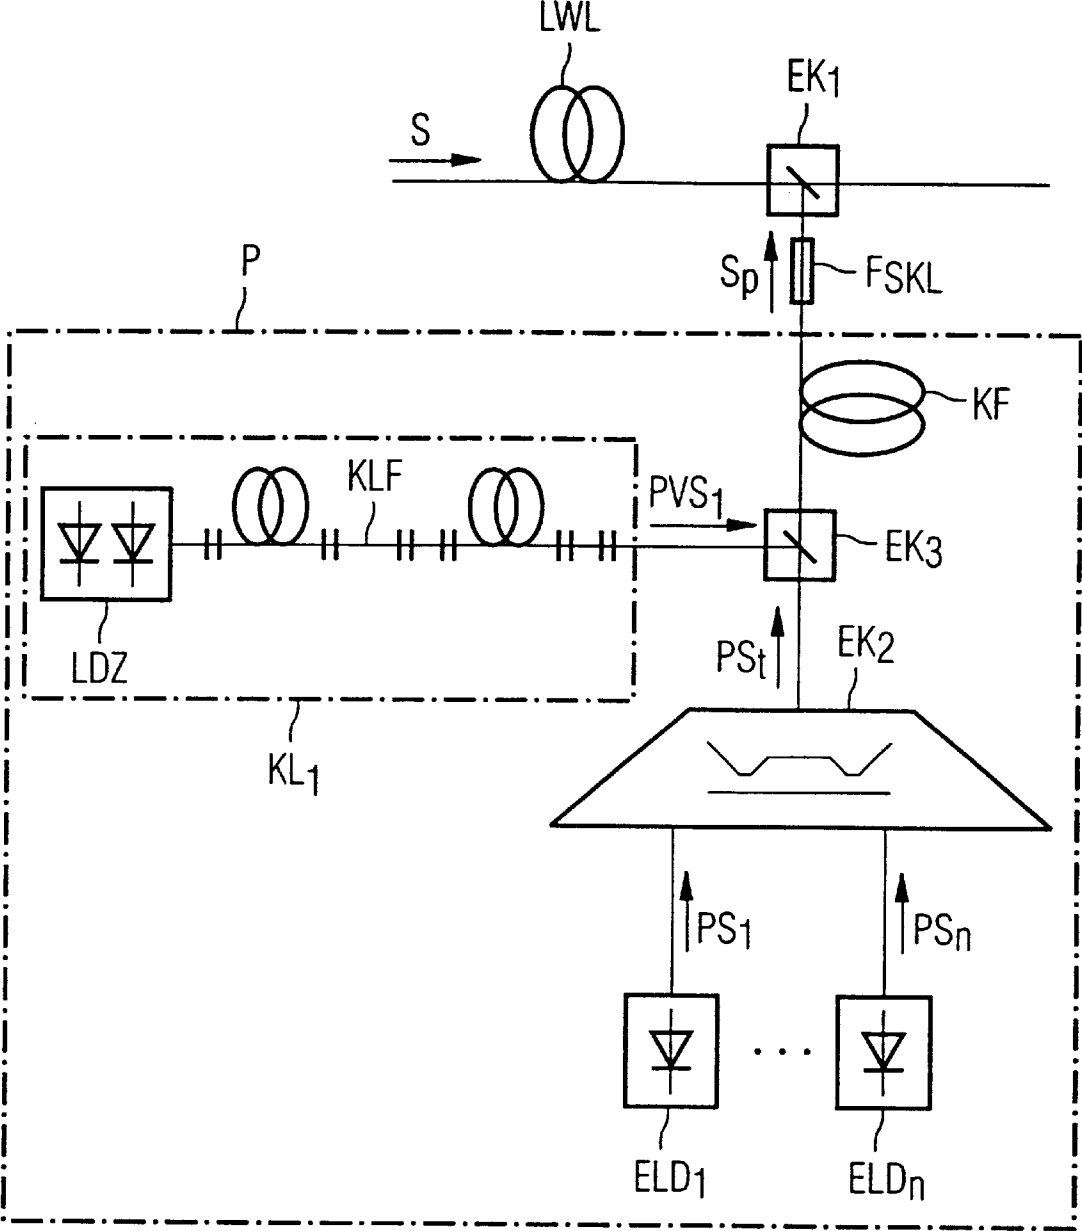 LWL
EK1
S
P
Sp
FSKL
KF
KLF
PVS1
EK3
LDZ
PSt
EK2
KL1
PS1
PSn
ELD1
ELDn